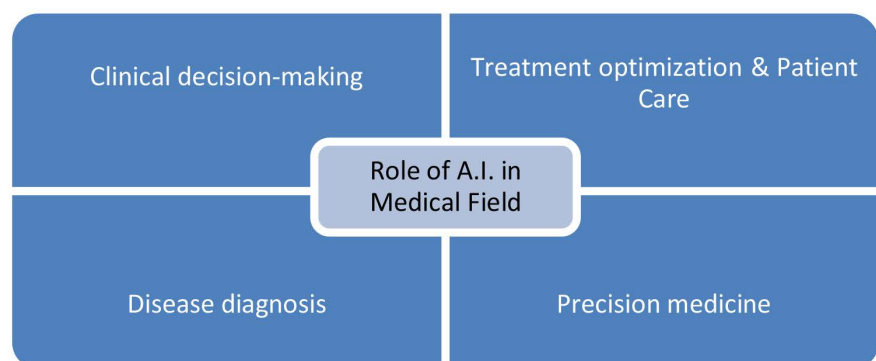 Clinical decision-making
Treatment optimization & Patient
Care
Role of A.I. in
Medical Field
Disease diagnosis
Precision medicine